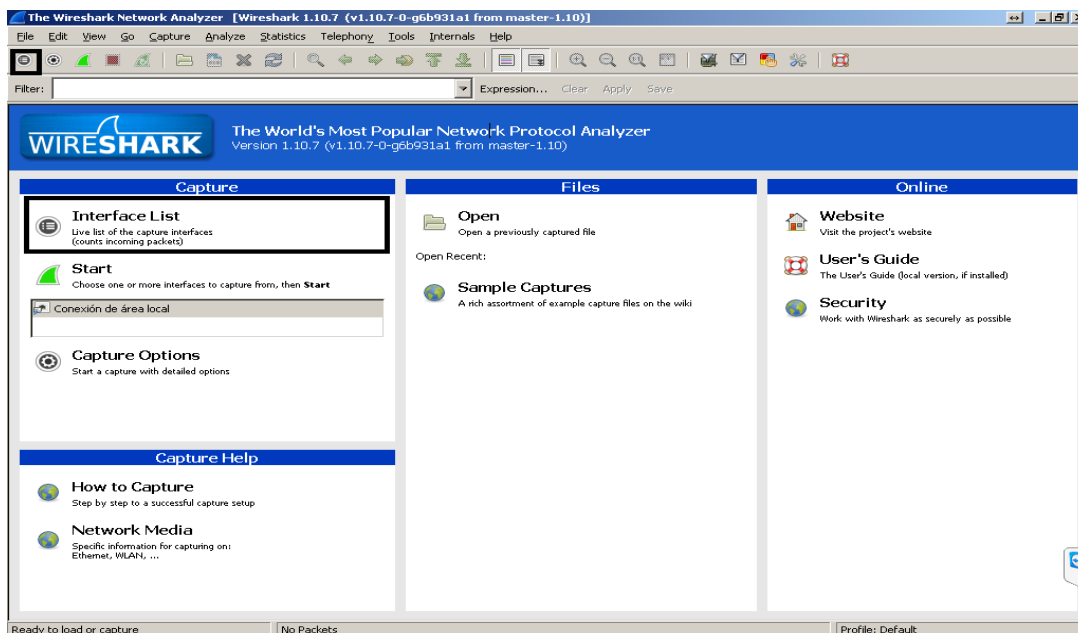 The Wireshark Network Analyzer [Wireshark 1.10.7 (v1.10.7-0-g6b931a1 from master-1.10)]
File Edit View Go Capture Analyze Statistics Telephony Tools Internals Help
Filter: Expression... Clear Apply Save
WIRESHARK
The World's Most Popular Network Protocol Analyzer
Version 1.10.7 (v1.10.7-0-g6b931a1 from master-1.10)
Capture
Interface List
Live list of the capture interfaces
(counts incoming packets)
Start
Choose one or more interfaces to capture from, then Start
Conexión de área local
Capture Options
Start a capture with detailed options
Capture Help
How to Capture
Step by step to a successful capture setup
Network Media
Specific information for capturing on:
Ethernet, WLAN, ...
Files
Open
Open a previously captured file
Open Recent:
Sample Captures
A rich assortment of example capture files on the wiki
Online
Website
Visit the project's website
User's Guide
The User's Guide (local version, if installed)
Security
Work with Wireshark as securely as possible
Ready to load or capture
No Packets
Profile: Default